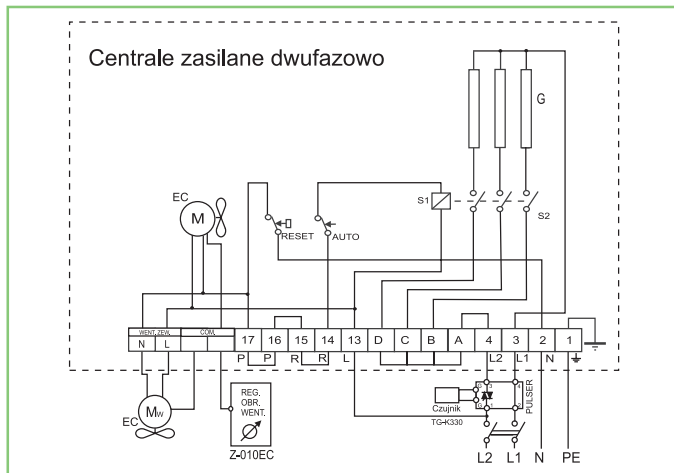 Centrale zasilane dwufazowo
G
EC
M
S1
S2
RESET
AUTO
WENT. ZEW.
COM.
N
L
17
16
15
14
13
D
C
B
A
4
3
2
1
P
P
R
R
L
L2
L1
N
EC
Mw
REG.
OBR.
WENT.
Z-010EC
Czujnik
TG-K330
PULSER
L2
L1
N
PE